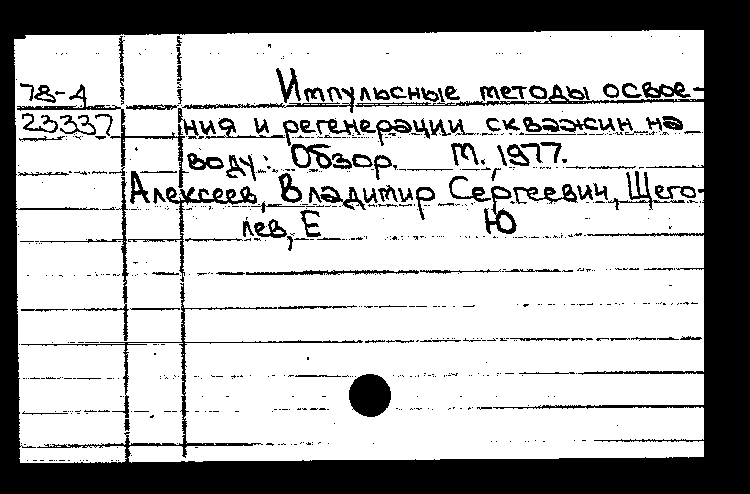 78-4 Импульсные методы освое-
23337 ния и регенерации скважин на
воду: Обзор. М., 1977.
Алексеев, Владимир Сергеевич, Щего-
лев, Е Ю